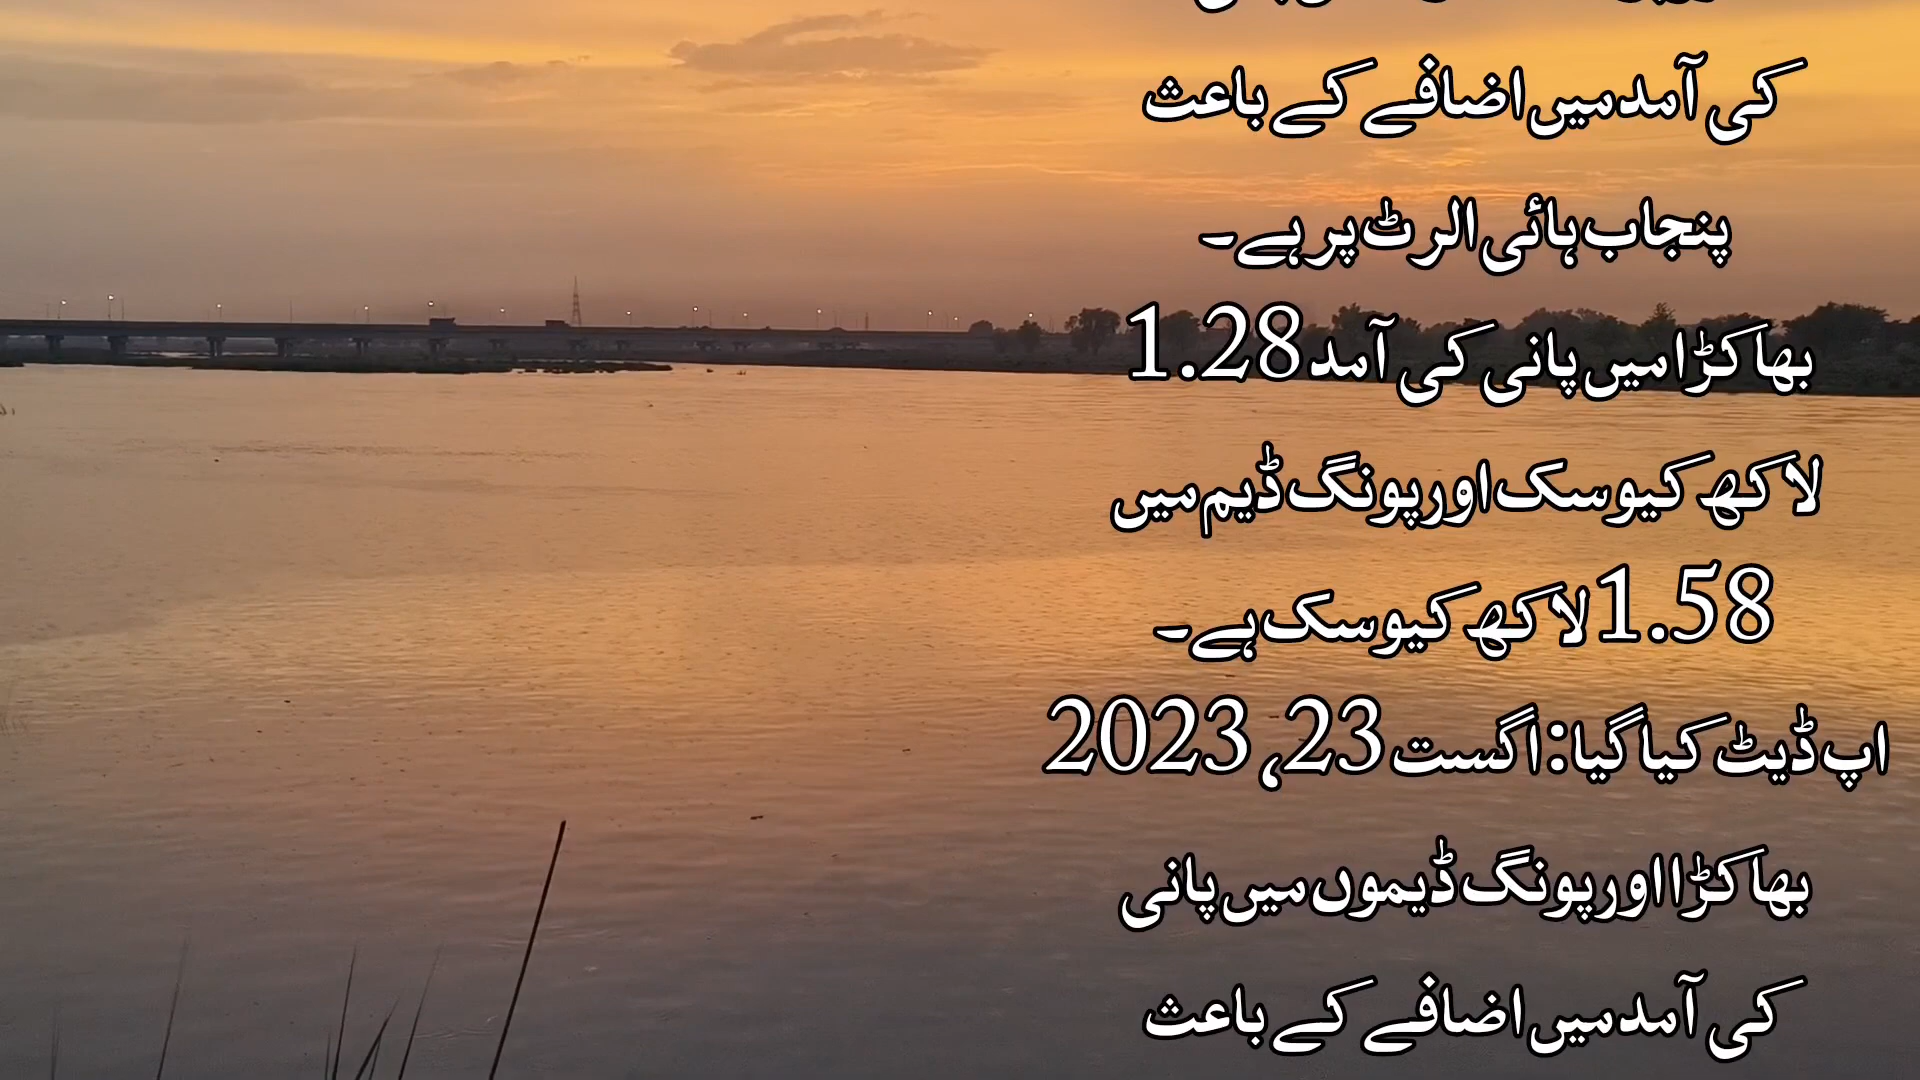 کی آمد میں اضافے کے باعث
پنجاب ہائی الرٹ پر ہے۔
بھاکڑا میں پانی کی آمد 1.28
لاکھ کیوسک اور پونگ ڈیم میں
1.58 لاکھ کیوسک ہے۔
اپ ڈیٹ کیا گیا: اگست 23، 2023
بھاکڑا اور پونگ ڈیموں میں پانی
کی آمد میں اضافے کے باعث